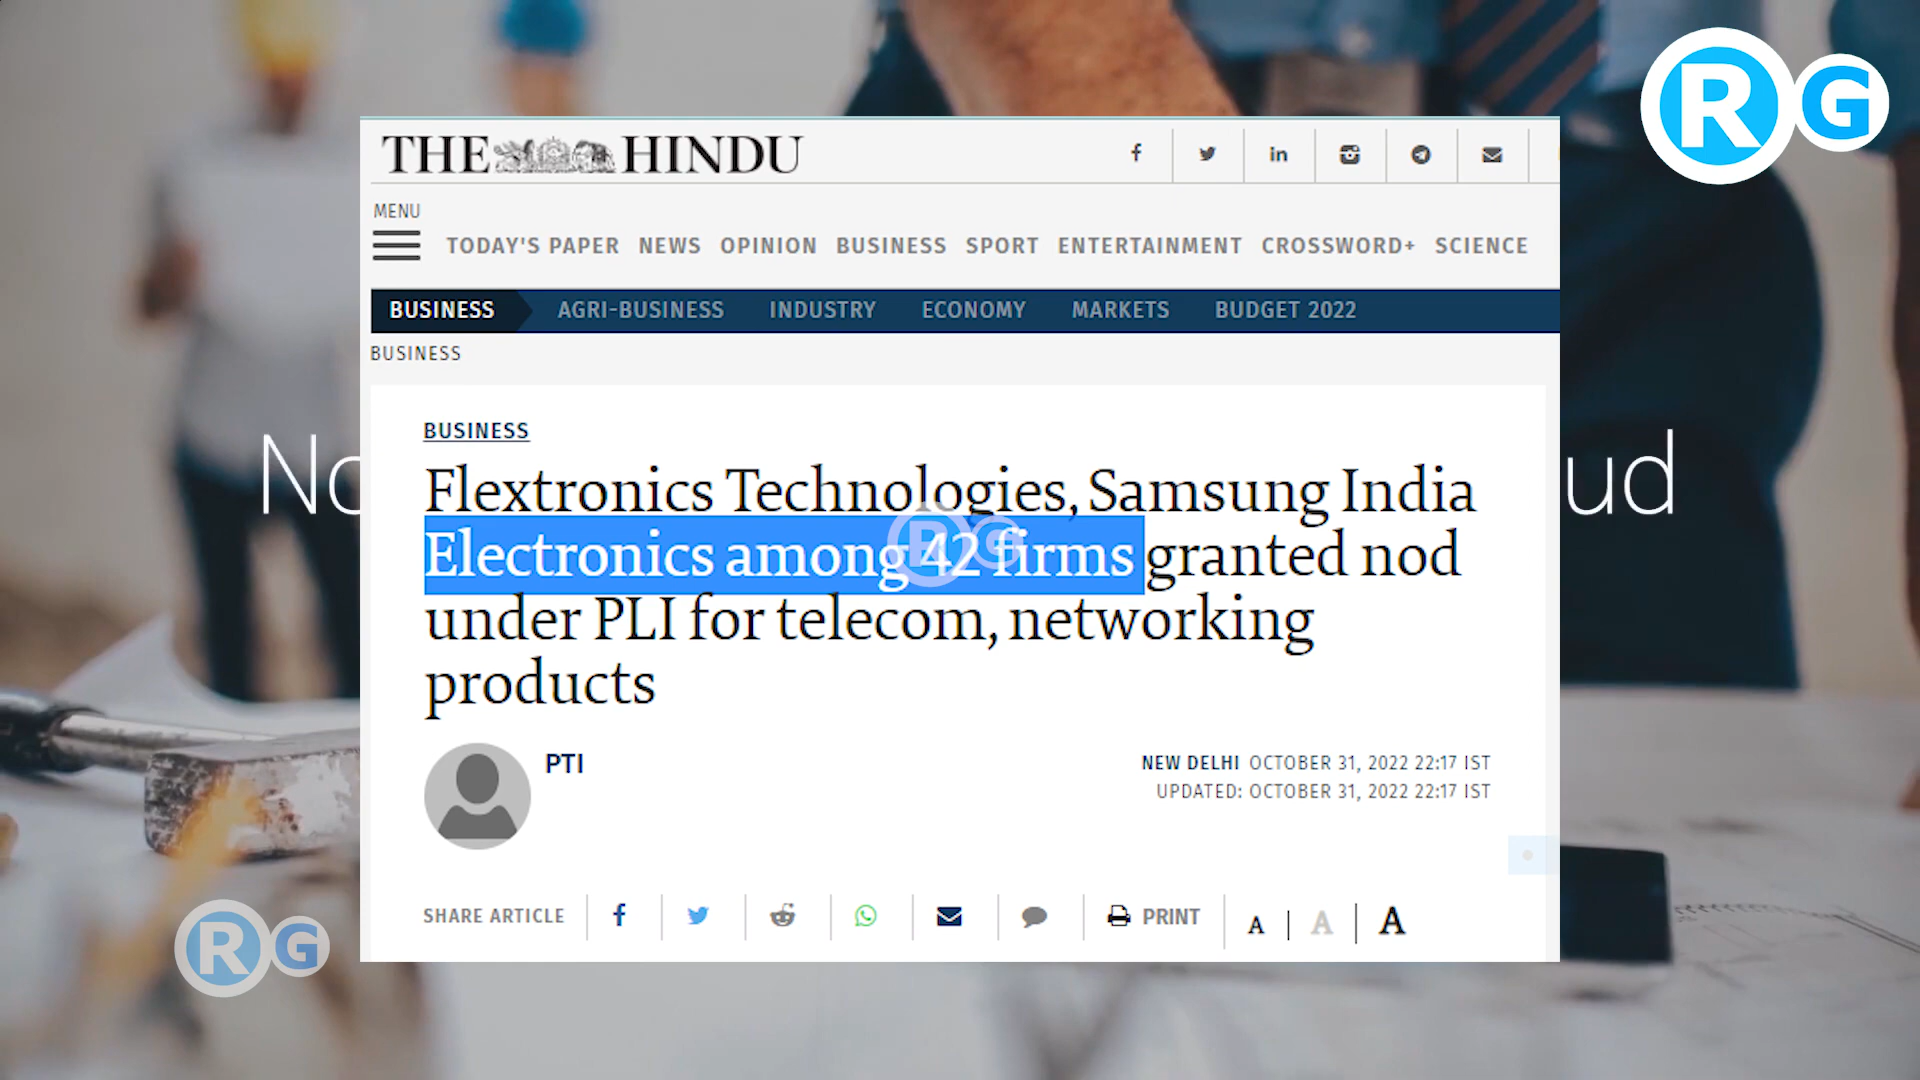 RG
THE HINDU
MENU
TODAY'S PAPER NEWS OPINION BUSINESS SPORT ENTERTAINMENT CROSSWORD+ SCIENCE
BUSINESS AGRI-BUSINESS INDUSTRY ECONOMY MARKETS BUDGET 2022
BUSINESS
BUSINESS
No
ud
Flextronics Technologies, Samsung India
Electronics among 42 firms granted nod
under PLI for telecom, networking
products
RG
PTI
NEW DELHI OCTOBER 31, 2022 22:17 IST
UPDATED: OCTOBER 31, 2022 22:17 IST
SHARE ARTICLE PRINT A A A
RG